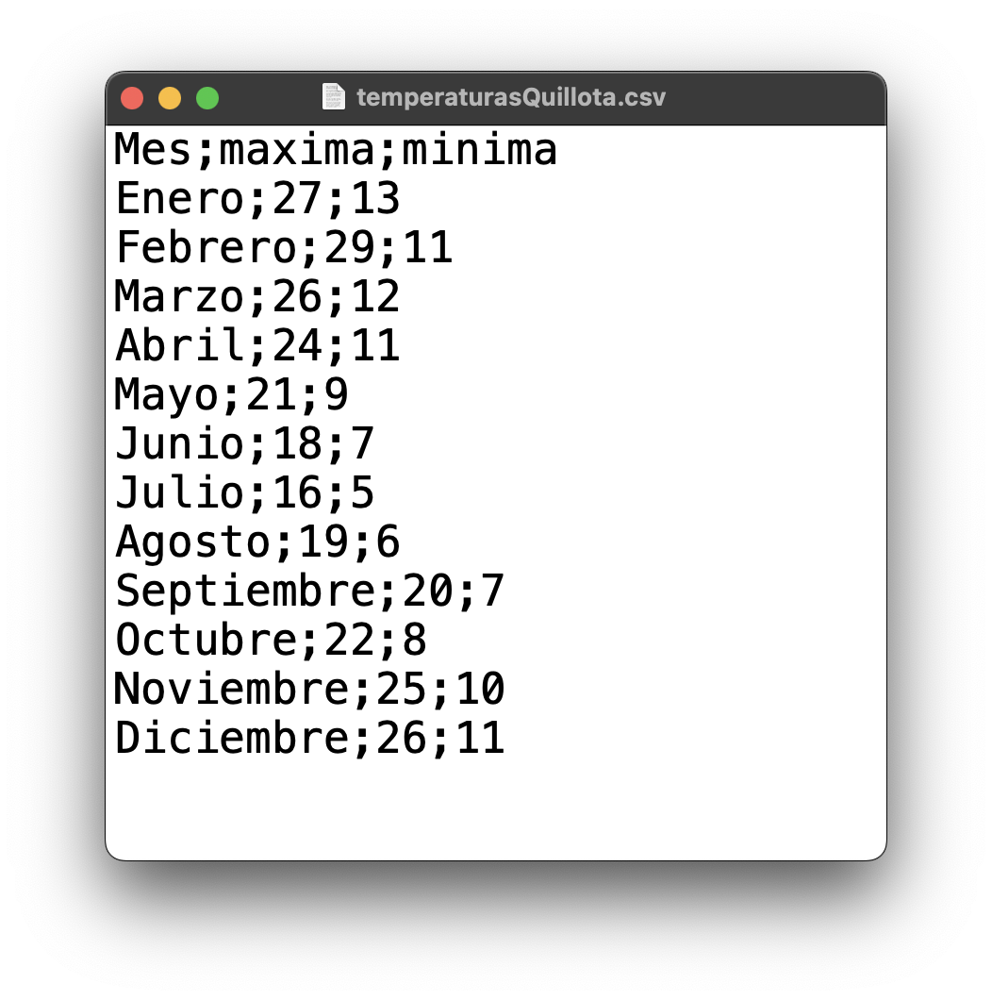 temperaturasQuillota.csv
Mes;maxima;minima
Enero;27;13
Febrero;29;11
Marzo;26;12
Abril;24;11
Mayo;21;9
Junio;18;7
Julio;16;5
Agosto;19;6
Septiembre;20;7
Octubre;22;8
Noviembre;25;10
Diciembre;26;11